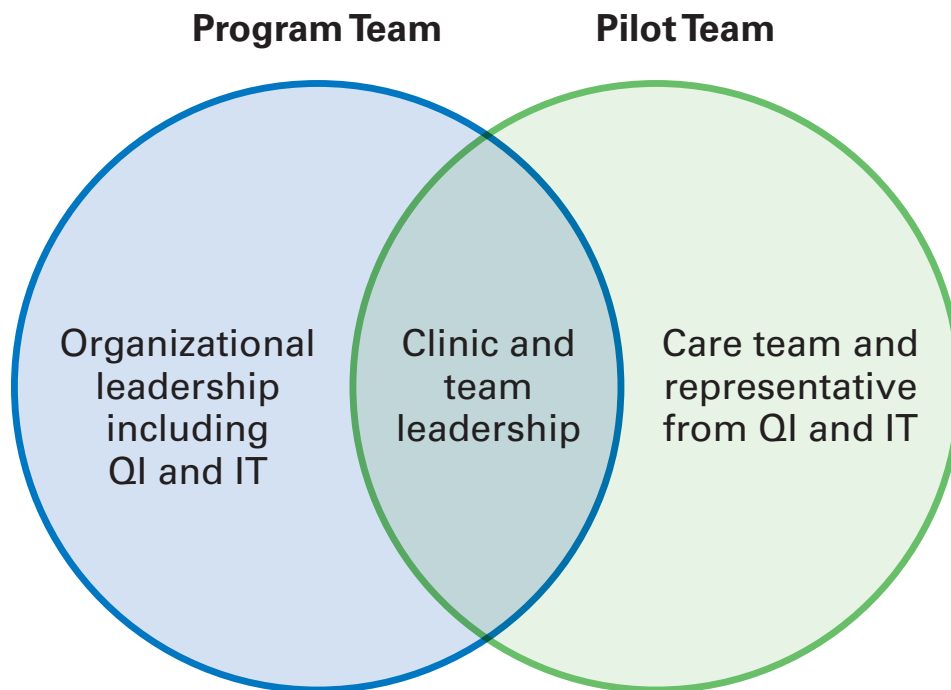 Program Team
Pilot Team
Organizational
leadership
including
QI and IT
Clinic and
team
leadership
Care team and
representative
from QI and IT